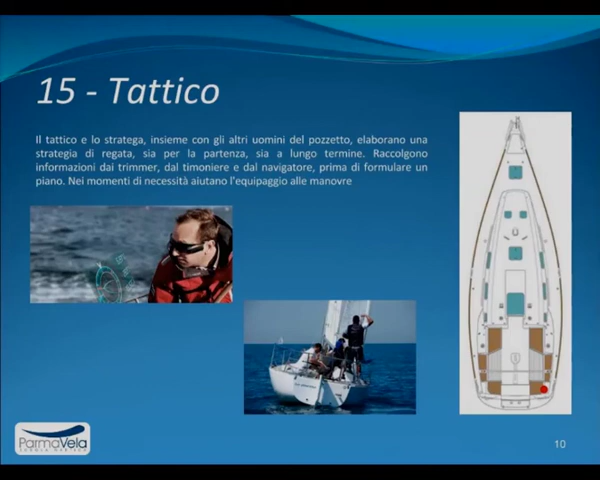 15 - Tattico
Il tattico e lo stratega, insieme con gli altri uomini del pozzetto, elaborano una
strategia di regata, sia per la partenza, sia a lungo termine. Raccolgono
informazioni dai trimmer, dal timoniere e dal navigatore, prima di formulare un
piano. Nei momenti di necessità aiutano l'equipaggio alle manovre
ParmaVela
10